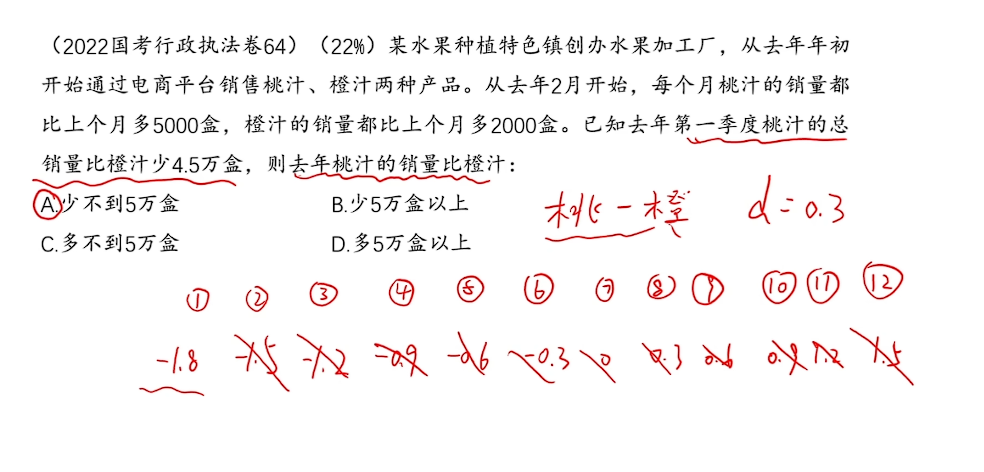 （2022国考行政执法卷64）（22%）某水果种植特色镇创办水果加工厂，从去年年初
开始通过电商平台销售桃汁、橙汁两种产品。从去年2月开始，每个月桃汁的销量都
比上个月多5000盒，橙汁的销量都比上个月多2000盒。已知去年第一季度桃汁的总
销量比橙汁少4.5万盒，则去年桃汁的销量比橙汁：
A.少不到5万盒 B.少5万盒以上
桃-橙 d=0.3
C.多不到5万盒 D.多5万盒以上
① ② ③ ④ ⑤ ⑥ ⑦ ⑧ ⑨ ⑩ ⑪ ⑫
-1.8 -1.5 -1.2 -0.9 -0.6 -0.3 0 0.3 0.6 0.9 1.2 1.5